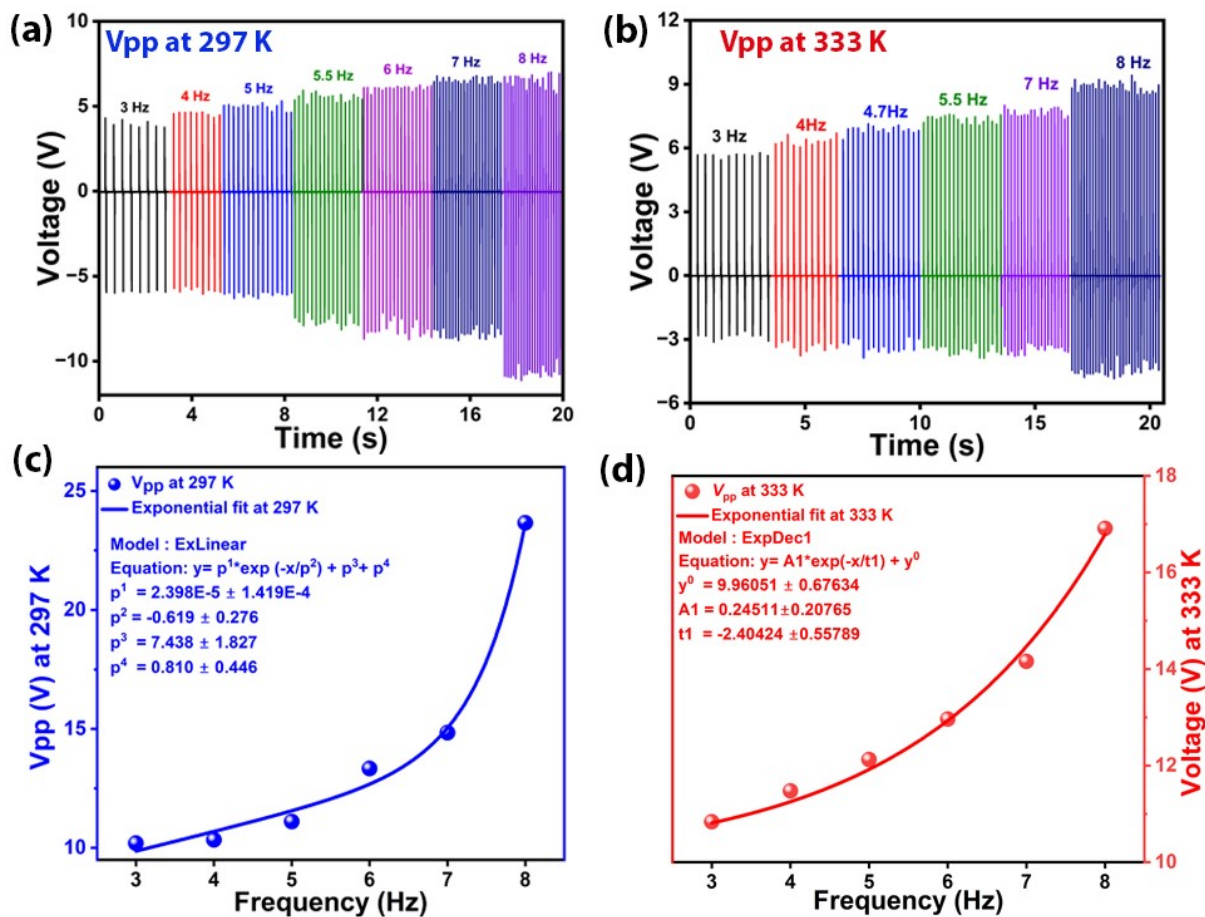 (a)
Vpp at 297 K
Voltage (V)
10
5
0
−5
−10
3 Hz
4 Hz
5 Hz
5.5 Hz
6 Hz
7 Hz
8 Hz
0
4
8
12
16
20
Time (s)
(b)
Vpp at 333 K
Voltage (V)
12
9
6
3
0
−3
−6
3 Hz
4Hz
4.7Hz
5.5 Hz
7 Hz
8 Hz
0
5
10
15
20
Time (s)
(c)
Vpp (V) at 297 K
25
20
15
10
Vpp at 297 K
Exponential fit at 297 K
Model : ExLinear
Equation: y= p¹*exp (-x/p²) + p³+ p⁴
p¹ = 2.398E-5 ± 1.419E-4
p² = -0.619 ± 0.276
p³ = 7.438 ± 1.827
p⁴ = 0.810 ± 0.446
3
4
5
6
7
8
Frequency (Hz)
(d)
Vpp at 333 K
Exponential fit at 333 K
Model : ExpDec1
Equation: y= A1*exp(-x/t1) + y⁰
y⁰ = 9.96051 ± 0.67634
A1 = 0.24511±0.20765
t1 = -2.40424 ±0.55789
18
16
14
12
10
Voltage (V) at 333 K
3
4
5
6
7
8
Frequency (Hz)